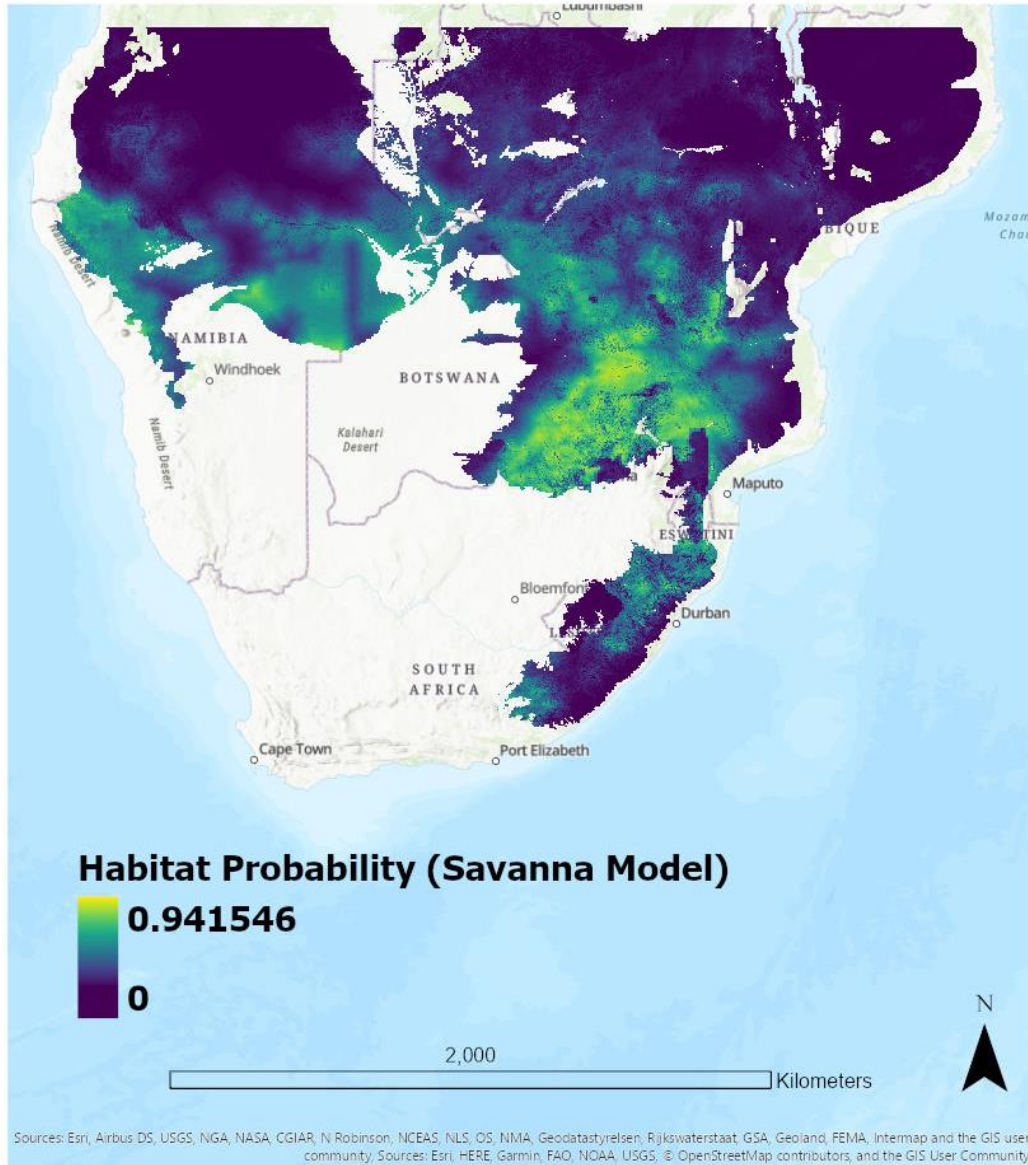 Lubumbashi
Mozam
Chan
BIQUE
Namib Desert
NAMIBIA
Windhoek
BOTSWANA
Kalahari
Desert
Namib Desert
Maputo
Bloemfon
Durban
SOUTH
AFRICA
Cape Town
Port Elizabeth
Habitat Probability (Savanna Model)
0.941546
0
N
2,000
Kilometers
Sources: Esri, Airbus DS, USGS, NGA, NASA, CGIAR, N Robinson, NCEAS, NLS, OS, NMA, Geodatastyrelsen, Rijkswaterstaat, GSA, Geoland, FEMA, Intermap and the GIS user
community, Sources: Esri, HERE, Garmin, FAO, NOAA, USGS, © OpenStreetMap contributors, and the GIS User Community